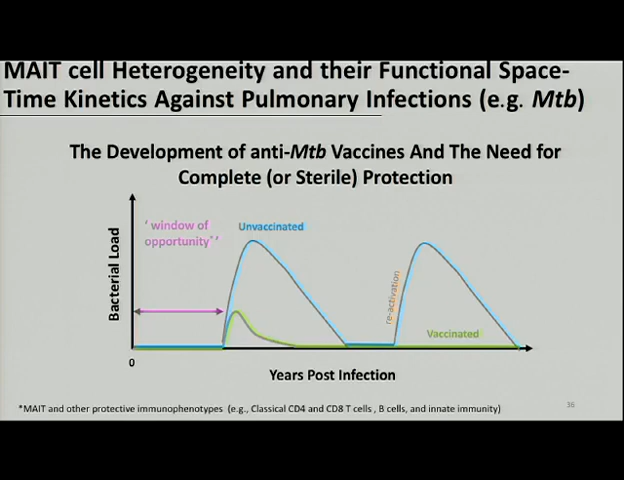 MAIT cell Heterogeneity and their Functional Space-
Time Kinetics Against Pulmonary Infections (e.g. Mtb)
The Development of anti-Mtb Vaccines And The Need for
Complete (or Sterile) Protection
‘ window of
opportunity*’
Unvaccinated
Bacterial Load
re-activation
Vaccinated
0
Years Post Infection
*MAIT and other protective immunophenotypes (e.g., Classical CD4 and CD8 T cells , B cells, and innate immunity)
36